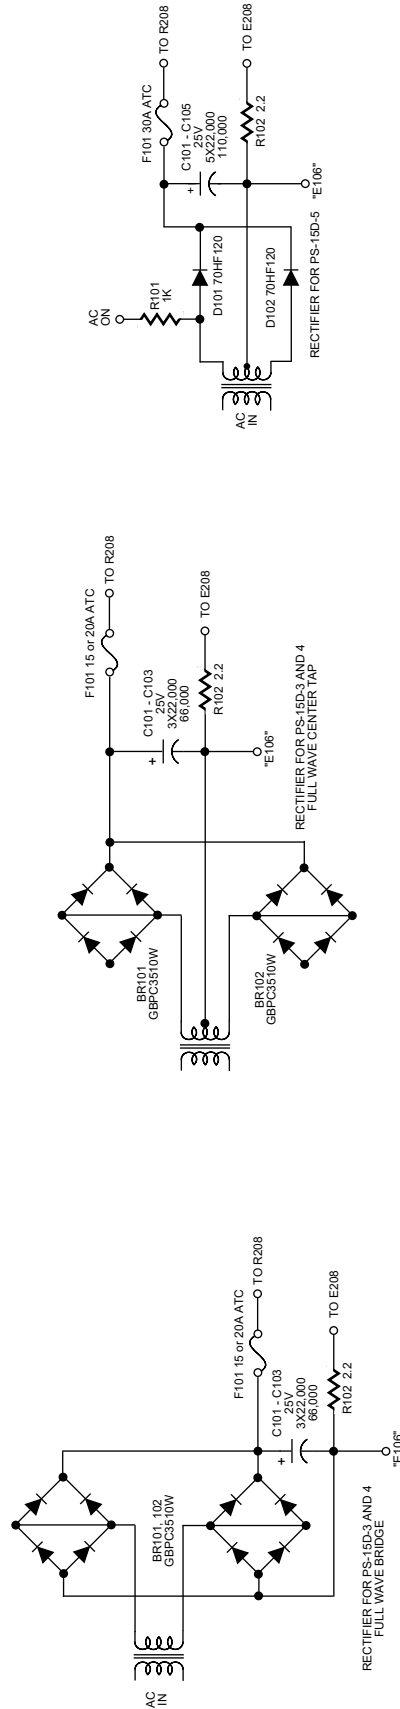 AC
IN
BR101, 102
GBPC3510W
F101 15 or 20A ATC
TO R208
C101 - C103
25V
3X22,000
66,000
+
R102 2.2
TO E208
"E106"
RECTIFIER FOR PS-15D-3 AND 4
FULL WAVE BRIDGE
BR101
GBPC3510W
BR102
GBPC3510W
F101 15 or 20A ATC
TO R208
C101 - C103
25V
3X22,000
66,000
+
R102 2.2
TO E208
"E106"
RECTIFIER FOR PS-15D-3 AND 4
FULL WAVE CENTER TAP
AC
ON
R101
1K
AC
IN
D101 70HF120
D102 70HF120
F101 30A ATC
TO R208
C101 - C105
25V
5X22,000
110,000
+
R102 2.2
TO E208
"E106"
RECTIFIER FOR PS-15D-5